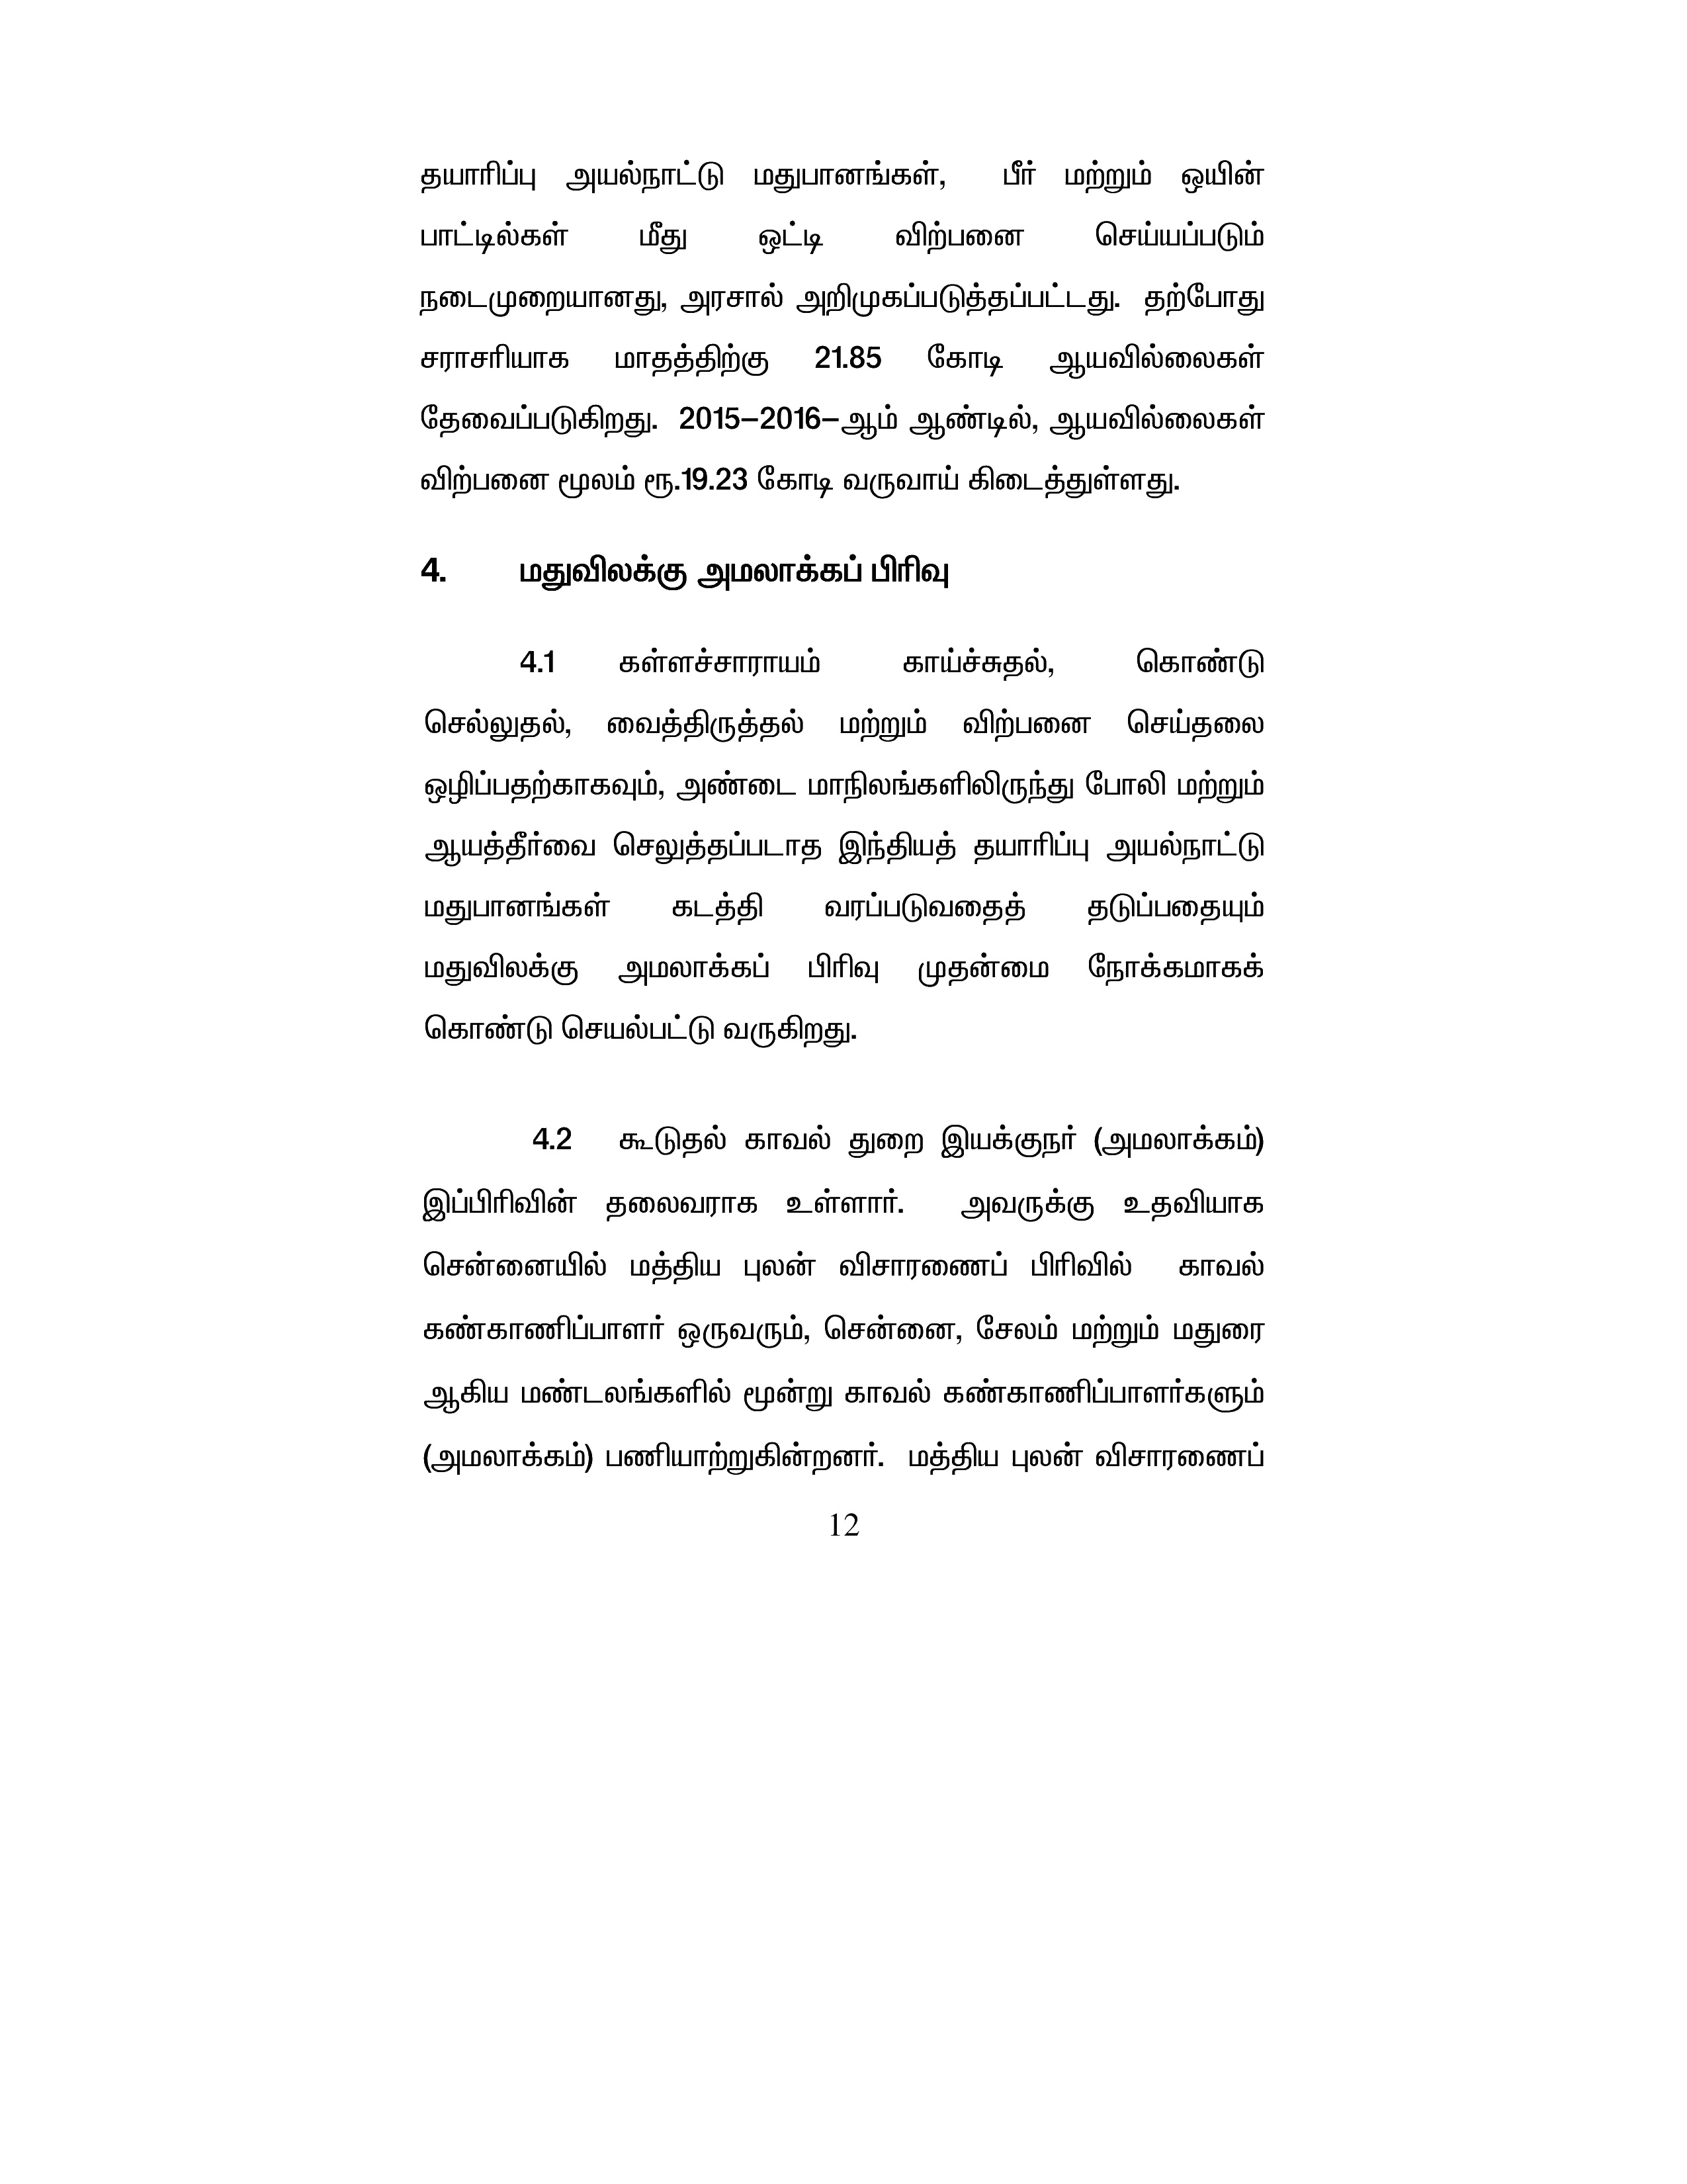 தயாரிப்பு அயல்நாட்டு மதுபானங்கள், பீர் மற்றும் ஒயின்
பாட்டில்கள் மீது ஒட்டி விற்பனை செய்யப்படும்
நடைமுறையானது, அரசால் அறிமுகப்படுத்தப்பட்டது. தற்போது
சராசரியாக மாதத்திற்கு 21.85 கோடி ஆயவில்லைகள்
தேவைப்படுகிறது. 2015–2016–ஆம் ஆண்டில், ஆயவில்லைகள்
விற்பனை மூலம் ரூ.19.23 கோடி வருவாய் கிடைத்துள்ளது.
4. மதுவிலக்கு அமலாக்கப் பிரிவு
4.1 கள்ளச்சாராயம் காய்ச்சுதல், கொண்டு
செல்லுதல், வைத்திருத்தல் மற்றும் விற்பனை செய்தலை
ஒழிப்பதற்காகவும், அண்டை மாநிலங்களிலிருந்து போலி மற்றும்
ஆயத்தீர்வை செலுத்தப்படாத இந்தியத் தயாரிப்பு அயல்நாட்டு
மதுபானங்கள் கடத்தி வரப்படுவதைத் தடுப்பதையும்
மதுவிலக்கு அமலாக்கப் பிரிவு முதன்மை நோக்கமாகக்
கொண்டு செயல்பட்டு வருகிறது.
4.2 கூடுதல் காவல் துறை இயக்குநர் (அமலாக்கம்)
இப்பிரிவின் தலைவராக உள்ளார். அவருக்கு உதவியாக
சென்னையில் மத்திய புலன் விசாரணைப் பிரிவில் காவல்
கண்காணிப்பாளர் ஒருவரும், சென்னை, சேலம் மற்றும் மதுரை
ஆகிய மண்டலங்களில் மூன்று காவல் கண்காணிப்பாளர்களும்
(அமலாக்கம்) பணியாற்றுகின்றனர். மத்திய புலன் விசாரணைப்
12